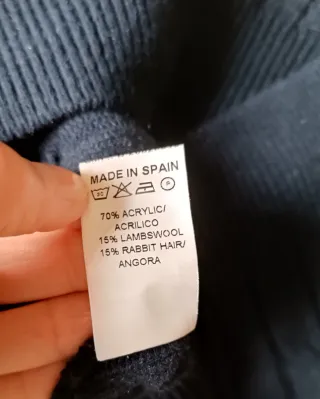 MADE IN SPAIN
70% ACRYLIC/
ACRILICO
15% LAMBSWOOL
15% RABBIT HAIR/
ANGORA